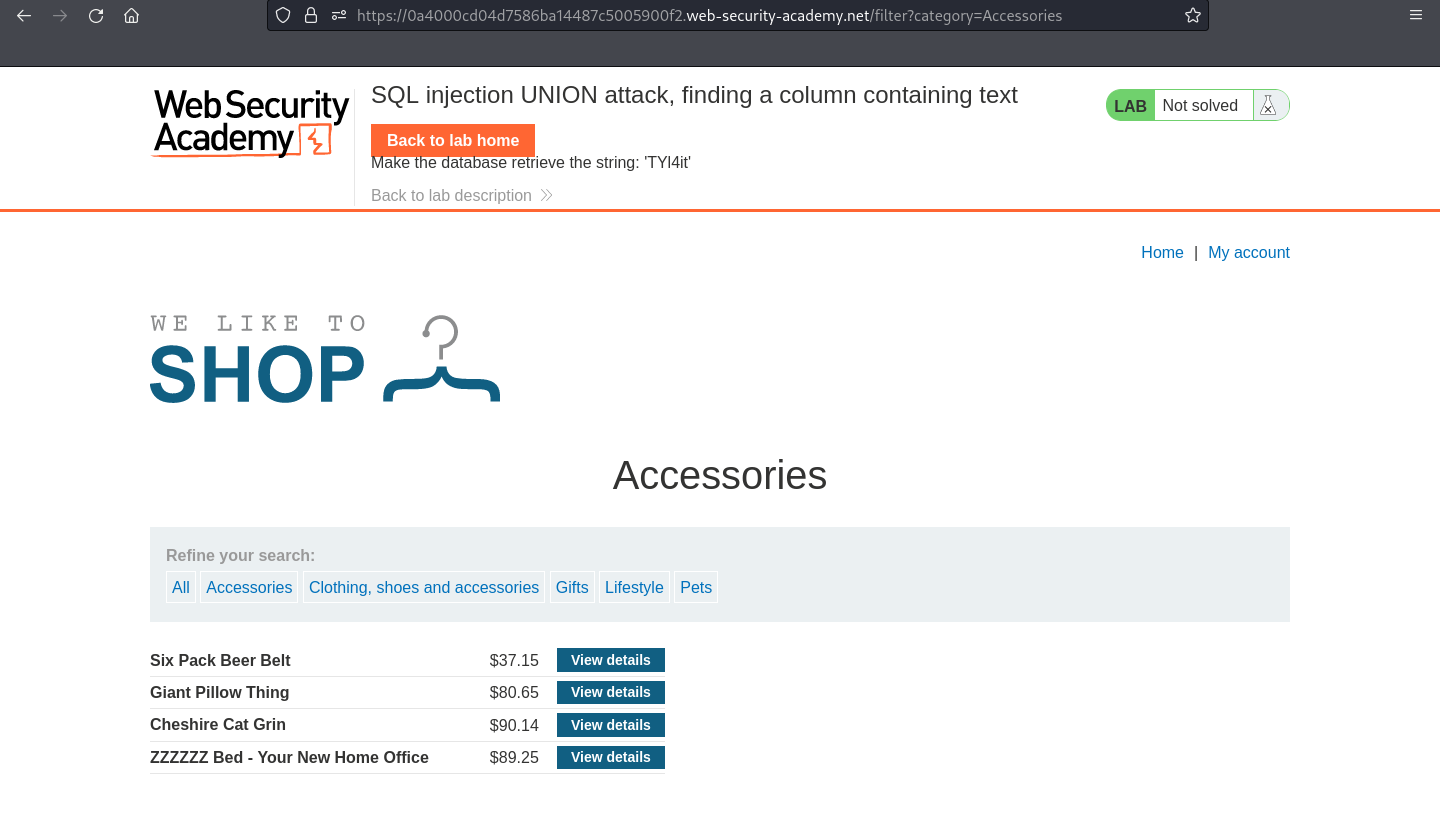 https://0a4000cd04d7586ba14487c5005900f2.web-security-academy.net/filter?category=Accessories
Web Security
Academy
SQL injection UNION attack, finding a column containing text
LAB Not solved
Back to lab home
Make the database retrieve the string: 'TYl4it'
Back to lab description
Home | My account
WE LIKE TO
SHOP
Accessories
Refine your search:
All Accessories Clothing, shoes and accessories Gifts Lifestyle Pets
Six Pack Beer Belt $37.15 View details
Giant Pillow Thing $80.65 View details
Cheshire Cat Grin $90.14 View details
ZZZZZZ Bed - Your New Home Office $89.25 View details